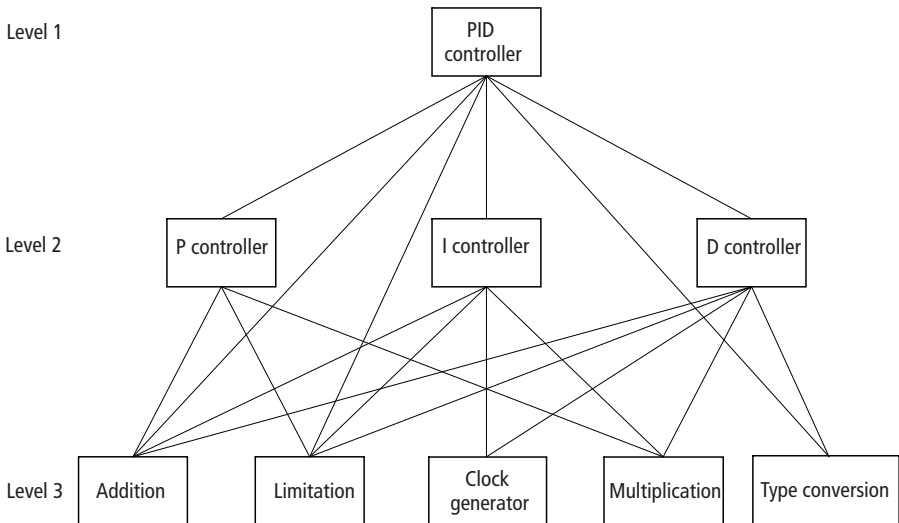 Level 1
PID
controller
Level 2
P controller
I controller
D controller
Level 3
Addition
Limitation
Clock
generator
Multiplication
Type conversion